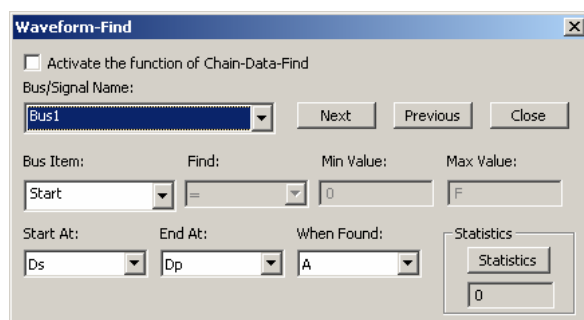 Waveform-Find
Activate the function of Chain-Data-Find
Bus/Signal Name:
Bus1 Next Previous Close
Bus Item: Find: Min Value: Max Value:
Start = 0 F
Start At: End At: When Found: Statistics
Ds Dp A Statistics
0